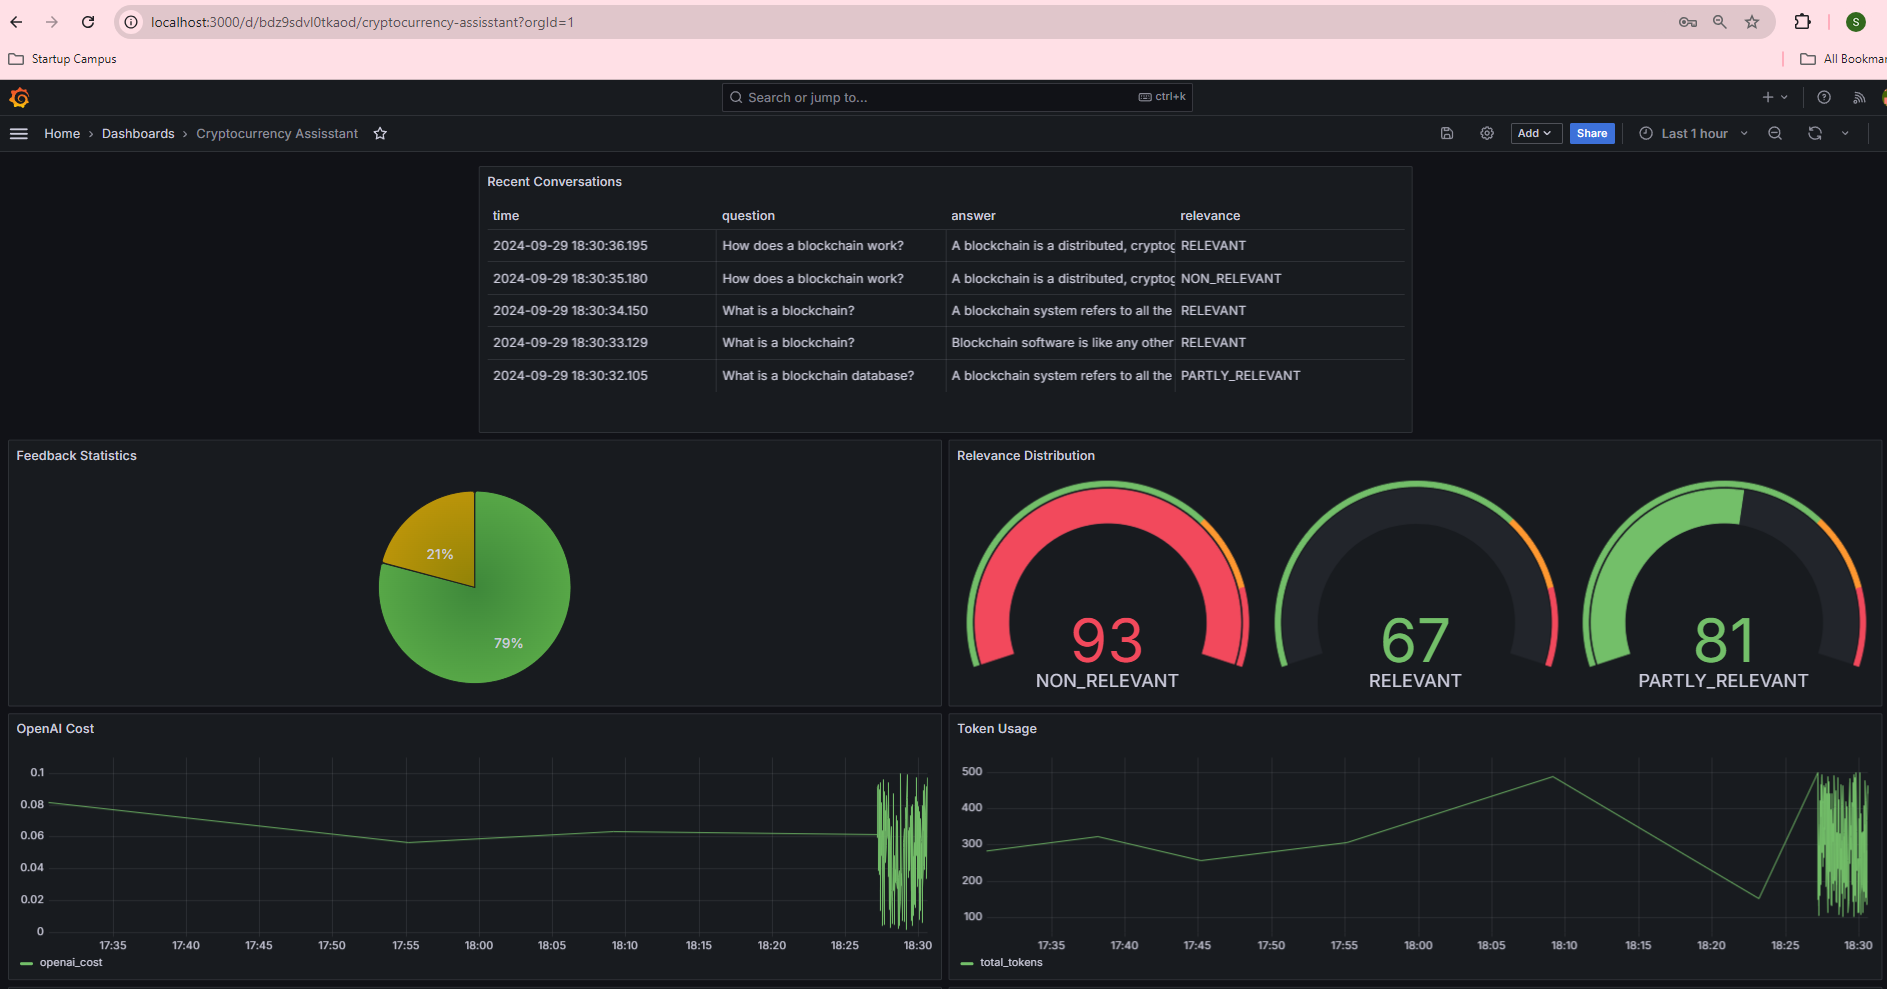 localhost:3000/d/bdz9sdvl0tkaod/cryptocurrency-assisstant?orgId=1
S
Startup Campus
All Bookmar
Search or jump to...
ctrl+k
Home › Dashboards › Cryptocurrency Assisstant
Add
Share
Last 1 hour
Recent Conversations
time question answer relevance
2024-09-29 18:30:36.195 How does a blockchain work? A blockchain is a distributed, cryptog RELEVANT
2024-09-29 18:30:35.180 How does a blockchain work? A blockchain is a distributed, cryptog NON_RELEVANT
2024-09-29 18:30:34.150 What is a blockchain? A blockchain system refers to all the RELEVANT
2024-09-29 18:30:33.129 What is a blockchain? Blockchain software is like any other RELEVANT
2024-09-29 18:30:32.105 What is a blockchain database? A blockchain system refers to all the PARTLY_RELEVANT
Feedback Statistics
21%
79%
Relevance Distribution
93 67 81
NON_RELEVANT RELEVANT PARTLY_RELEVANT
OpenAI Cost
0.1
0.08
0.06
0.04
0.02
0
17:35 17:40 17:45 17:50 17:55 18:00 18:05 18:10 18:15 18:20 18:25 18:30
openai_cost
Token Usage
500
400
300
200
100
17:35 17:40 17:45 17:50 17:55 18:00 18:05 18:10 18:15 18:20 18:25 18:30
total_tokens